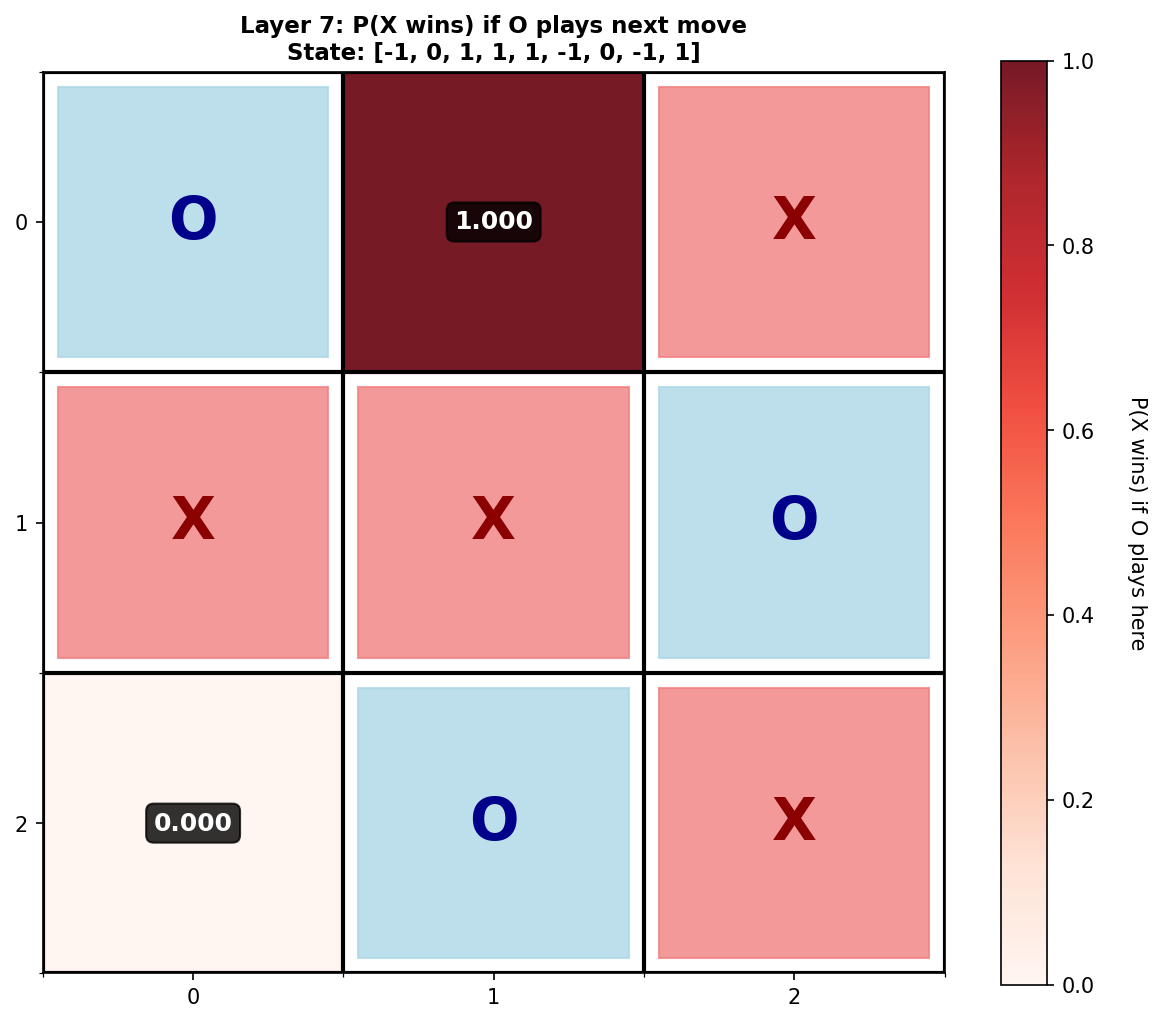 Layer 7: P(X wins) if O plays next move
State: [-1, 0, 1, 1, 1, -1, 0, -1, 1]
O
1.000
X
0
X
X
O
1
0.000
O
X
2
0
1
2
1.0
0.8
0.6
0.4
0.2
0.0
P(X wins) if O plays here